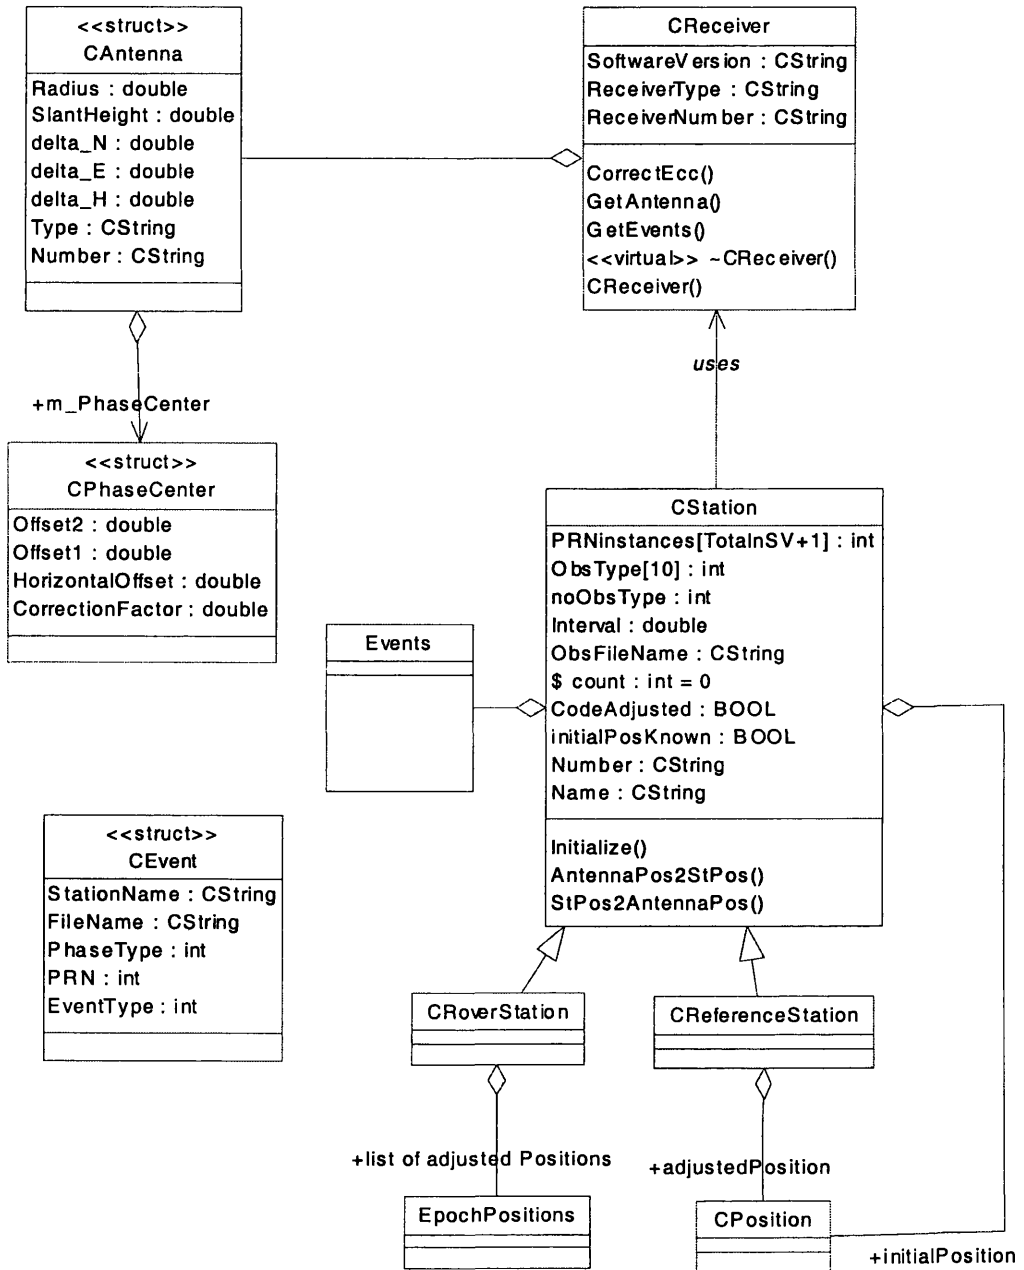 <<struct>>
CAntenna
Radius : double
SlantHeight : double
delta_N : double
delta_E : double
delta_H : double
Type : CString
Number : CString
CReceiver
SoftwareVersion : CString
ReceiverType : CString
ReceiverNumber : CString
CorrectEcc()
GetAntenna()
GetEvents()
<<virtual>> ~CReceiver()
CReceiver()
uses
+m_PhaseCenter
<<struct>>
CPhaseCenter
Offset2 : double
Offset1 : double
HorizontalOffset : double
CorrectionFactor : double
CStation
PRNinstances[TotalnSV+1] : int
ObsType[10] : int
noObsType : int
Interval : double
ObsFileName : CString
$ count : int = 0
CodeAdjusted : BOOL
initialPosKnown : BOOL
Number : CString
Name : CString
Initialize()
AntennaPos2StPos()
StPos2AntennaPos()
Events
<<struct>>
CEvent
StationName : CString
FileName : CString
PhaseType : int
PRN : int
EventType : int
CRoverStation
CReferenceStation
+list of adjusted Positions
+adjustedPosition
EpochPositions
CPosition
+initialPosition